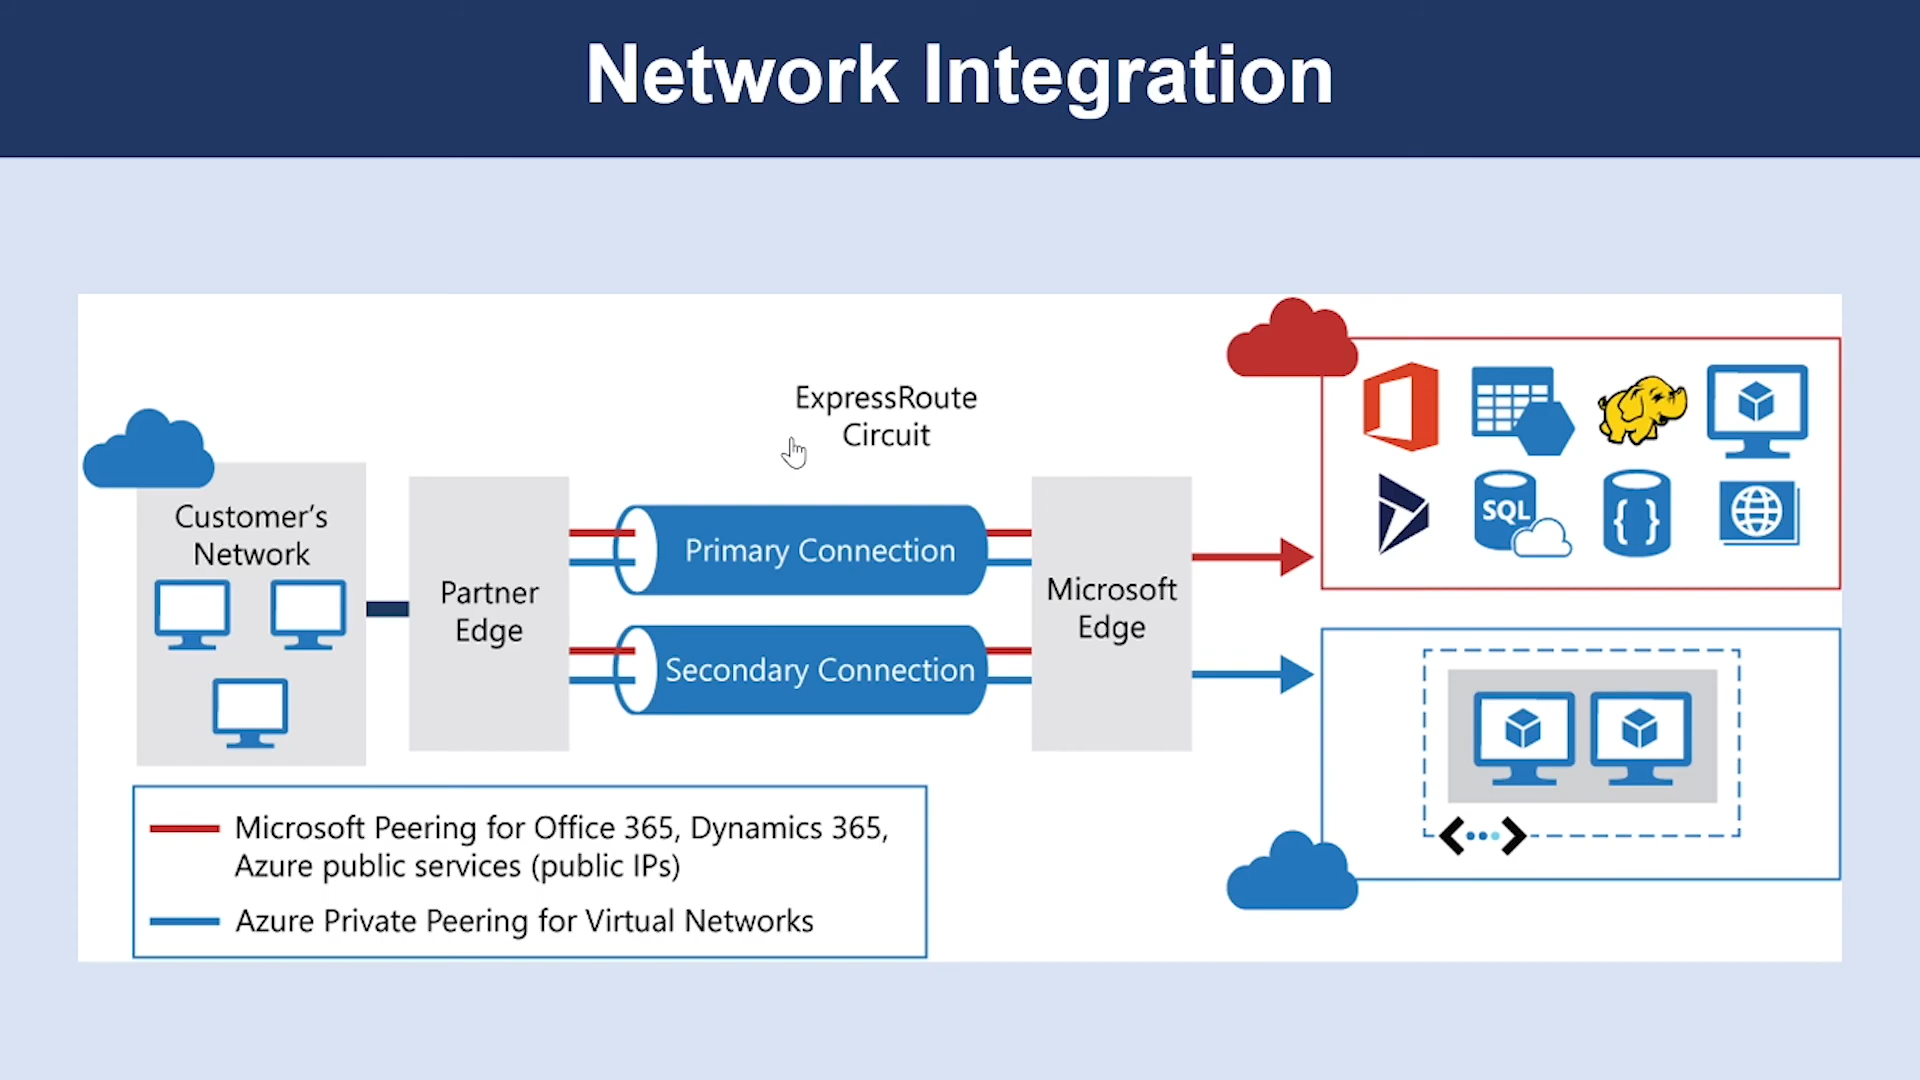 Network Integration
ExpressRoute
Circuit
Customer’s
Network
Partner
Edge
Primary Connection
Secondary Connection
Microsoft
Edge
SQL
{ }
Microsoft Peering for Office 365, Dynamics 365,
Azure public services (public IPs)
Azure Private Peering for Virtual Networks